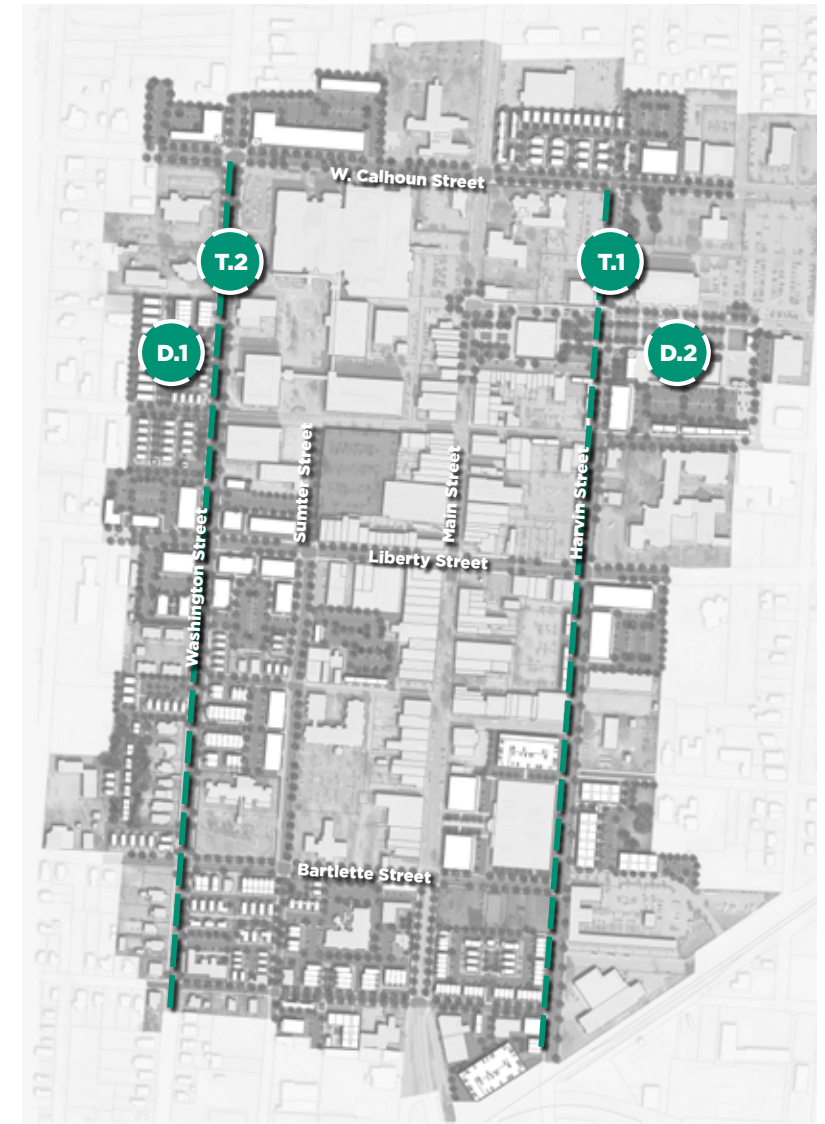 W. Calhoun Street
T.2
T.1
D.1
D.2
Sumter Street
Main Street
Harvin Street
Washington Street
Liberty Street
Bartlette Street